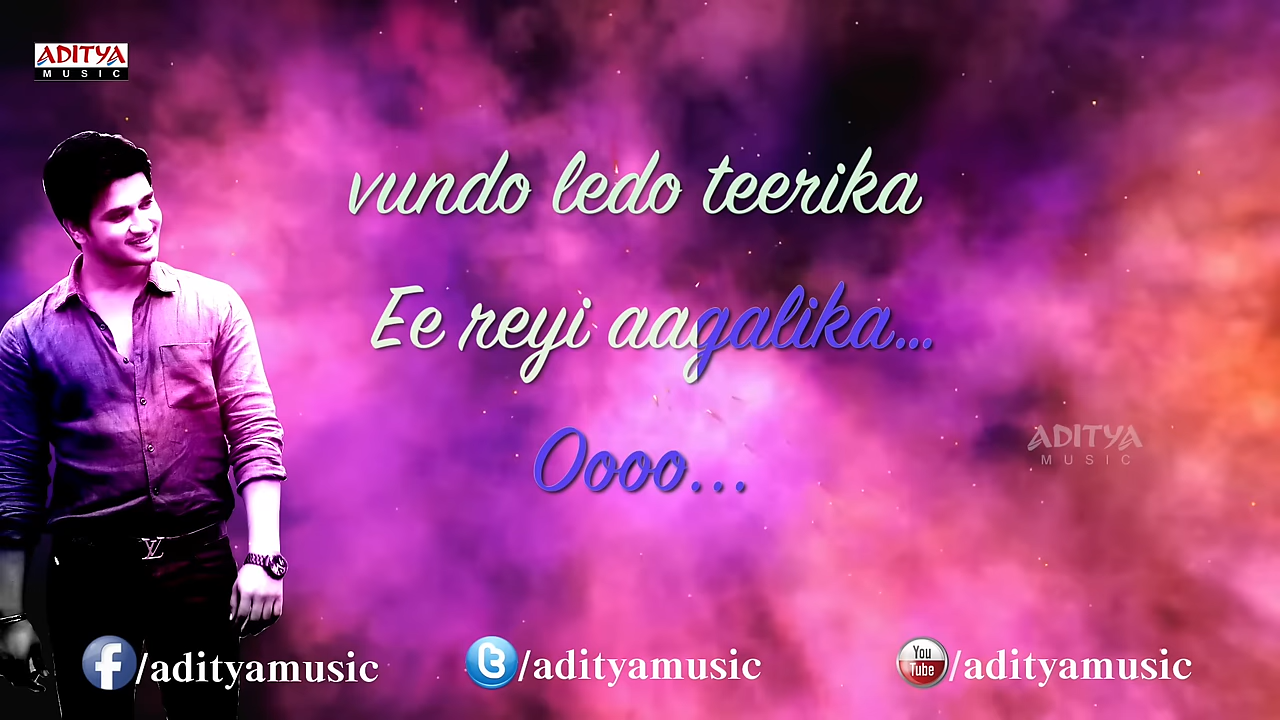 ADITYA
MUSIC
vundo ledo teerika
Ee reyi aagalika...
Oooo...
ADITYA
MUSIC
f/adityamusic
t/adityamusic
You
Tube/adityamusic